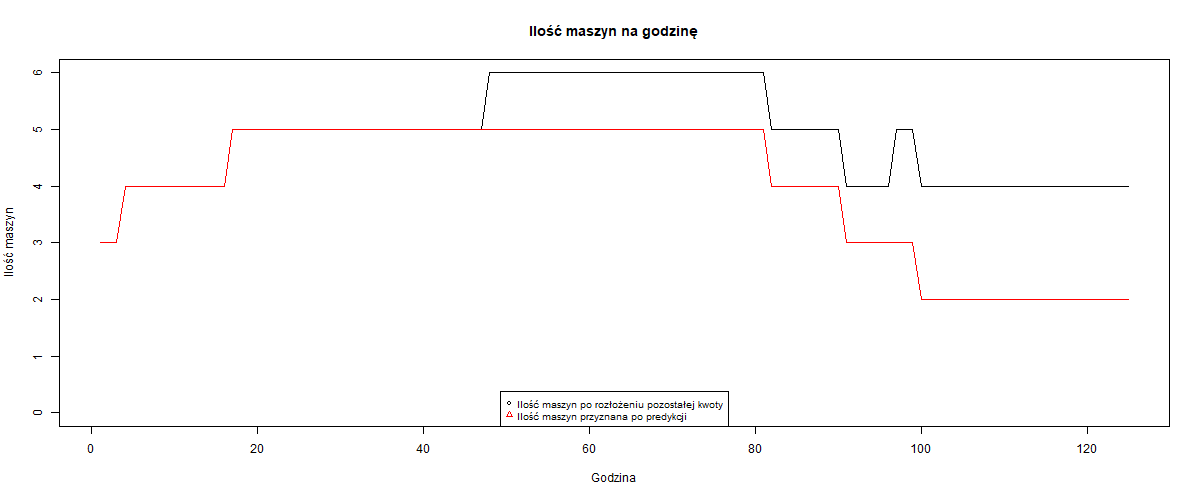 Ilość maszyn na godzinę
Ilość maszyn
6
5
4
3
2
1
0
Ilość maszyn po rozłożeniu pozostałej kwoty
Ilość maszyn przyznana po predykcji
0 20 40 60 80 100 120
Godzina